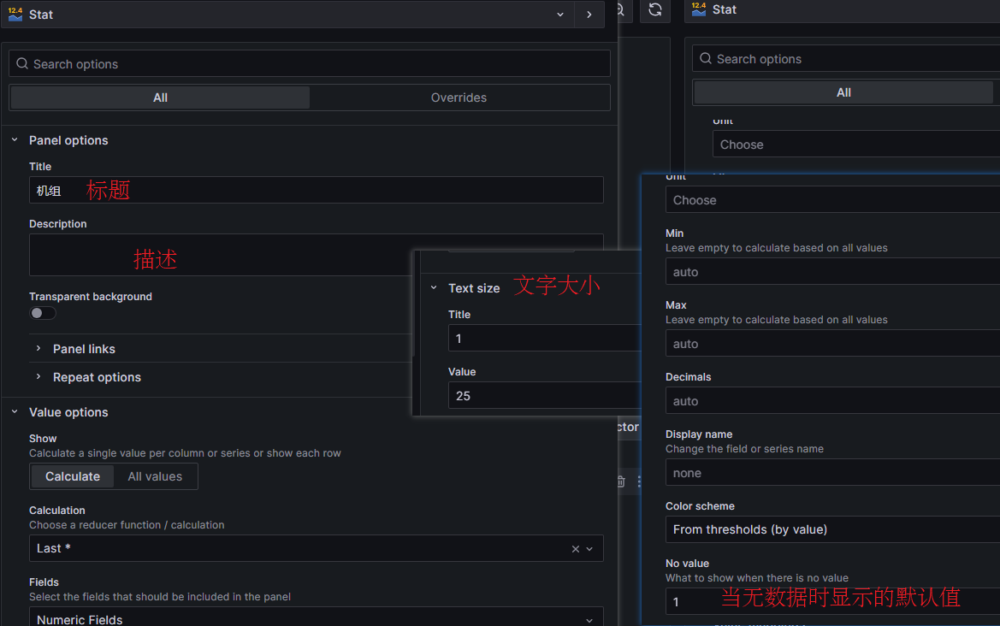 12.4
Stat
Search options
All
Overrides
Panel options
Title
机组 标题
Description
描述
Transparent background
Panel links
Repeat options
Value options
Show
Calculate a single value per column or series or show each row
Calculate
All values
Calculation
Choose a reducer function / calculation
Last *
Fields
Select the fields that should be included in the panel
Numeric Fields
Text size 文字大小
Title
1
Value
25
ctor
12.4
Stat
Search options
All
Unit
Choose
Unit
Choose
Min
Leave empty to calculate based on all values
auto
Max
Leave empty to calculate based on all values
auto
Decimals
auto
Display name
Change the field or series name
none
Color scheme
From thresholds (by value)
No value
What to show when there is no value
1 当无数据时显示的默认值